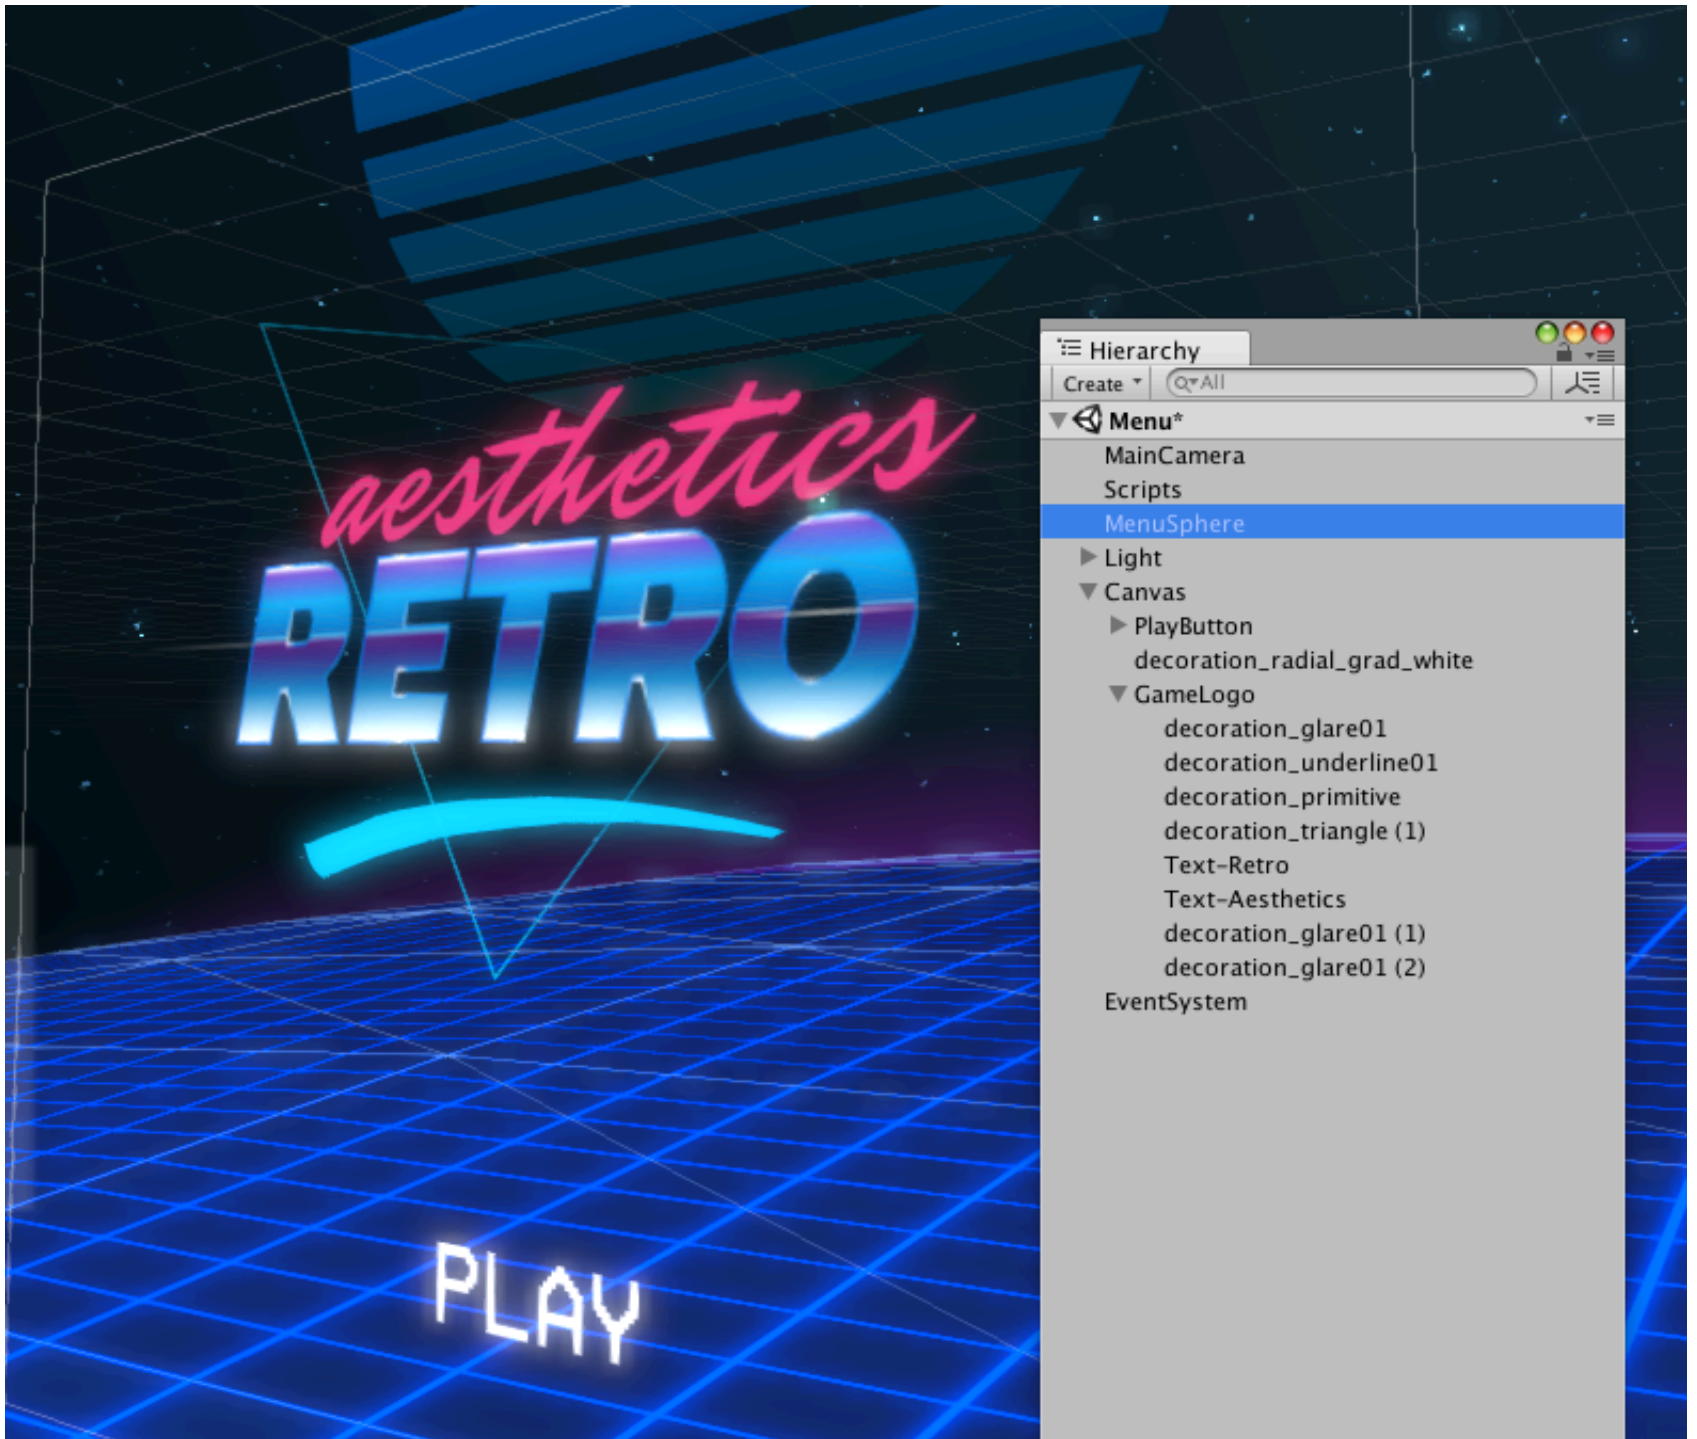 aesthetics
RETRO
PLAY
Hierarchy
Create
All
Menu*
MainCamera
Scripts
MenuSphere
Light
Canvas
PlayButton
decoration_radial_grad_white
GameLogo
decoration_glare01
decoration_underline01
decoration_primitive
decoration_triangle (1)
Text-Retro
Text-Aesthetics
decoration_glare01 (1)
decoration_glare01 (2)
EventSystem